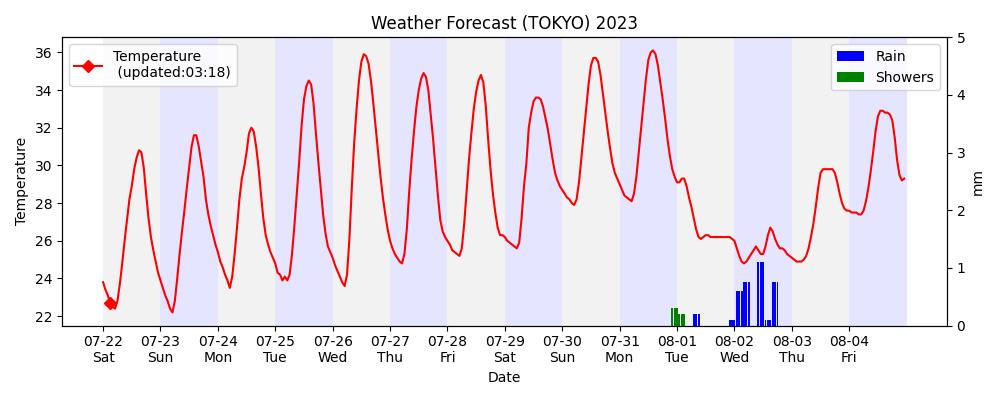 Weather Forecast (TOKYO) 2023
Temperature
(updated:03:18)
Rain
Showers
Temperature
36
34
32
30
28
26
24
22
5
4
3
2
1
0
mm
07-22 07-23 07-24 07-25 07-26 07-27 07-28 07-29 07-30 07-31 08-01 08-02 08-03 08-04
Sat Sun Mon Tue Wed Thu Fri Sat Sun Mon Tue Wed Thu Fri
Date